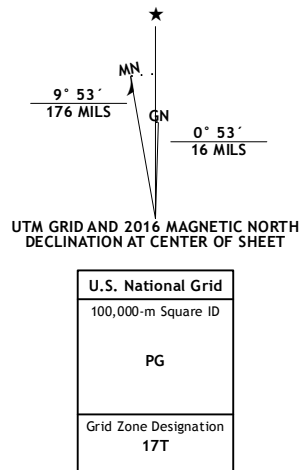 MN
9° 53´
176 MILS
GN
0° 53´
16 MILS
UTM GRID AND 2016 MAGNETIC NORTH
DECLINATION AT CENTER OF SHEET
U.S. National Grid
100,000-m Square ID
PG
Grid Zone Designation
17T